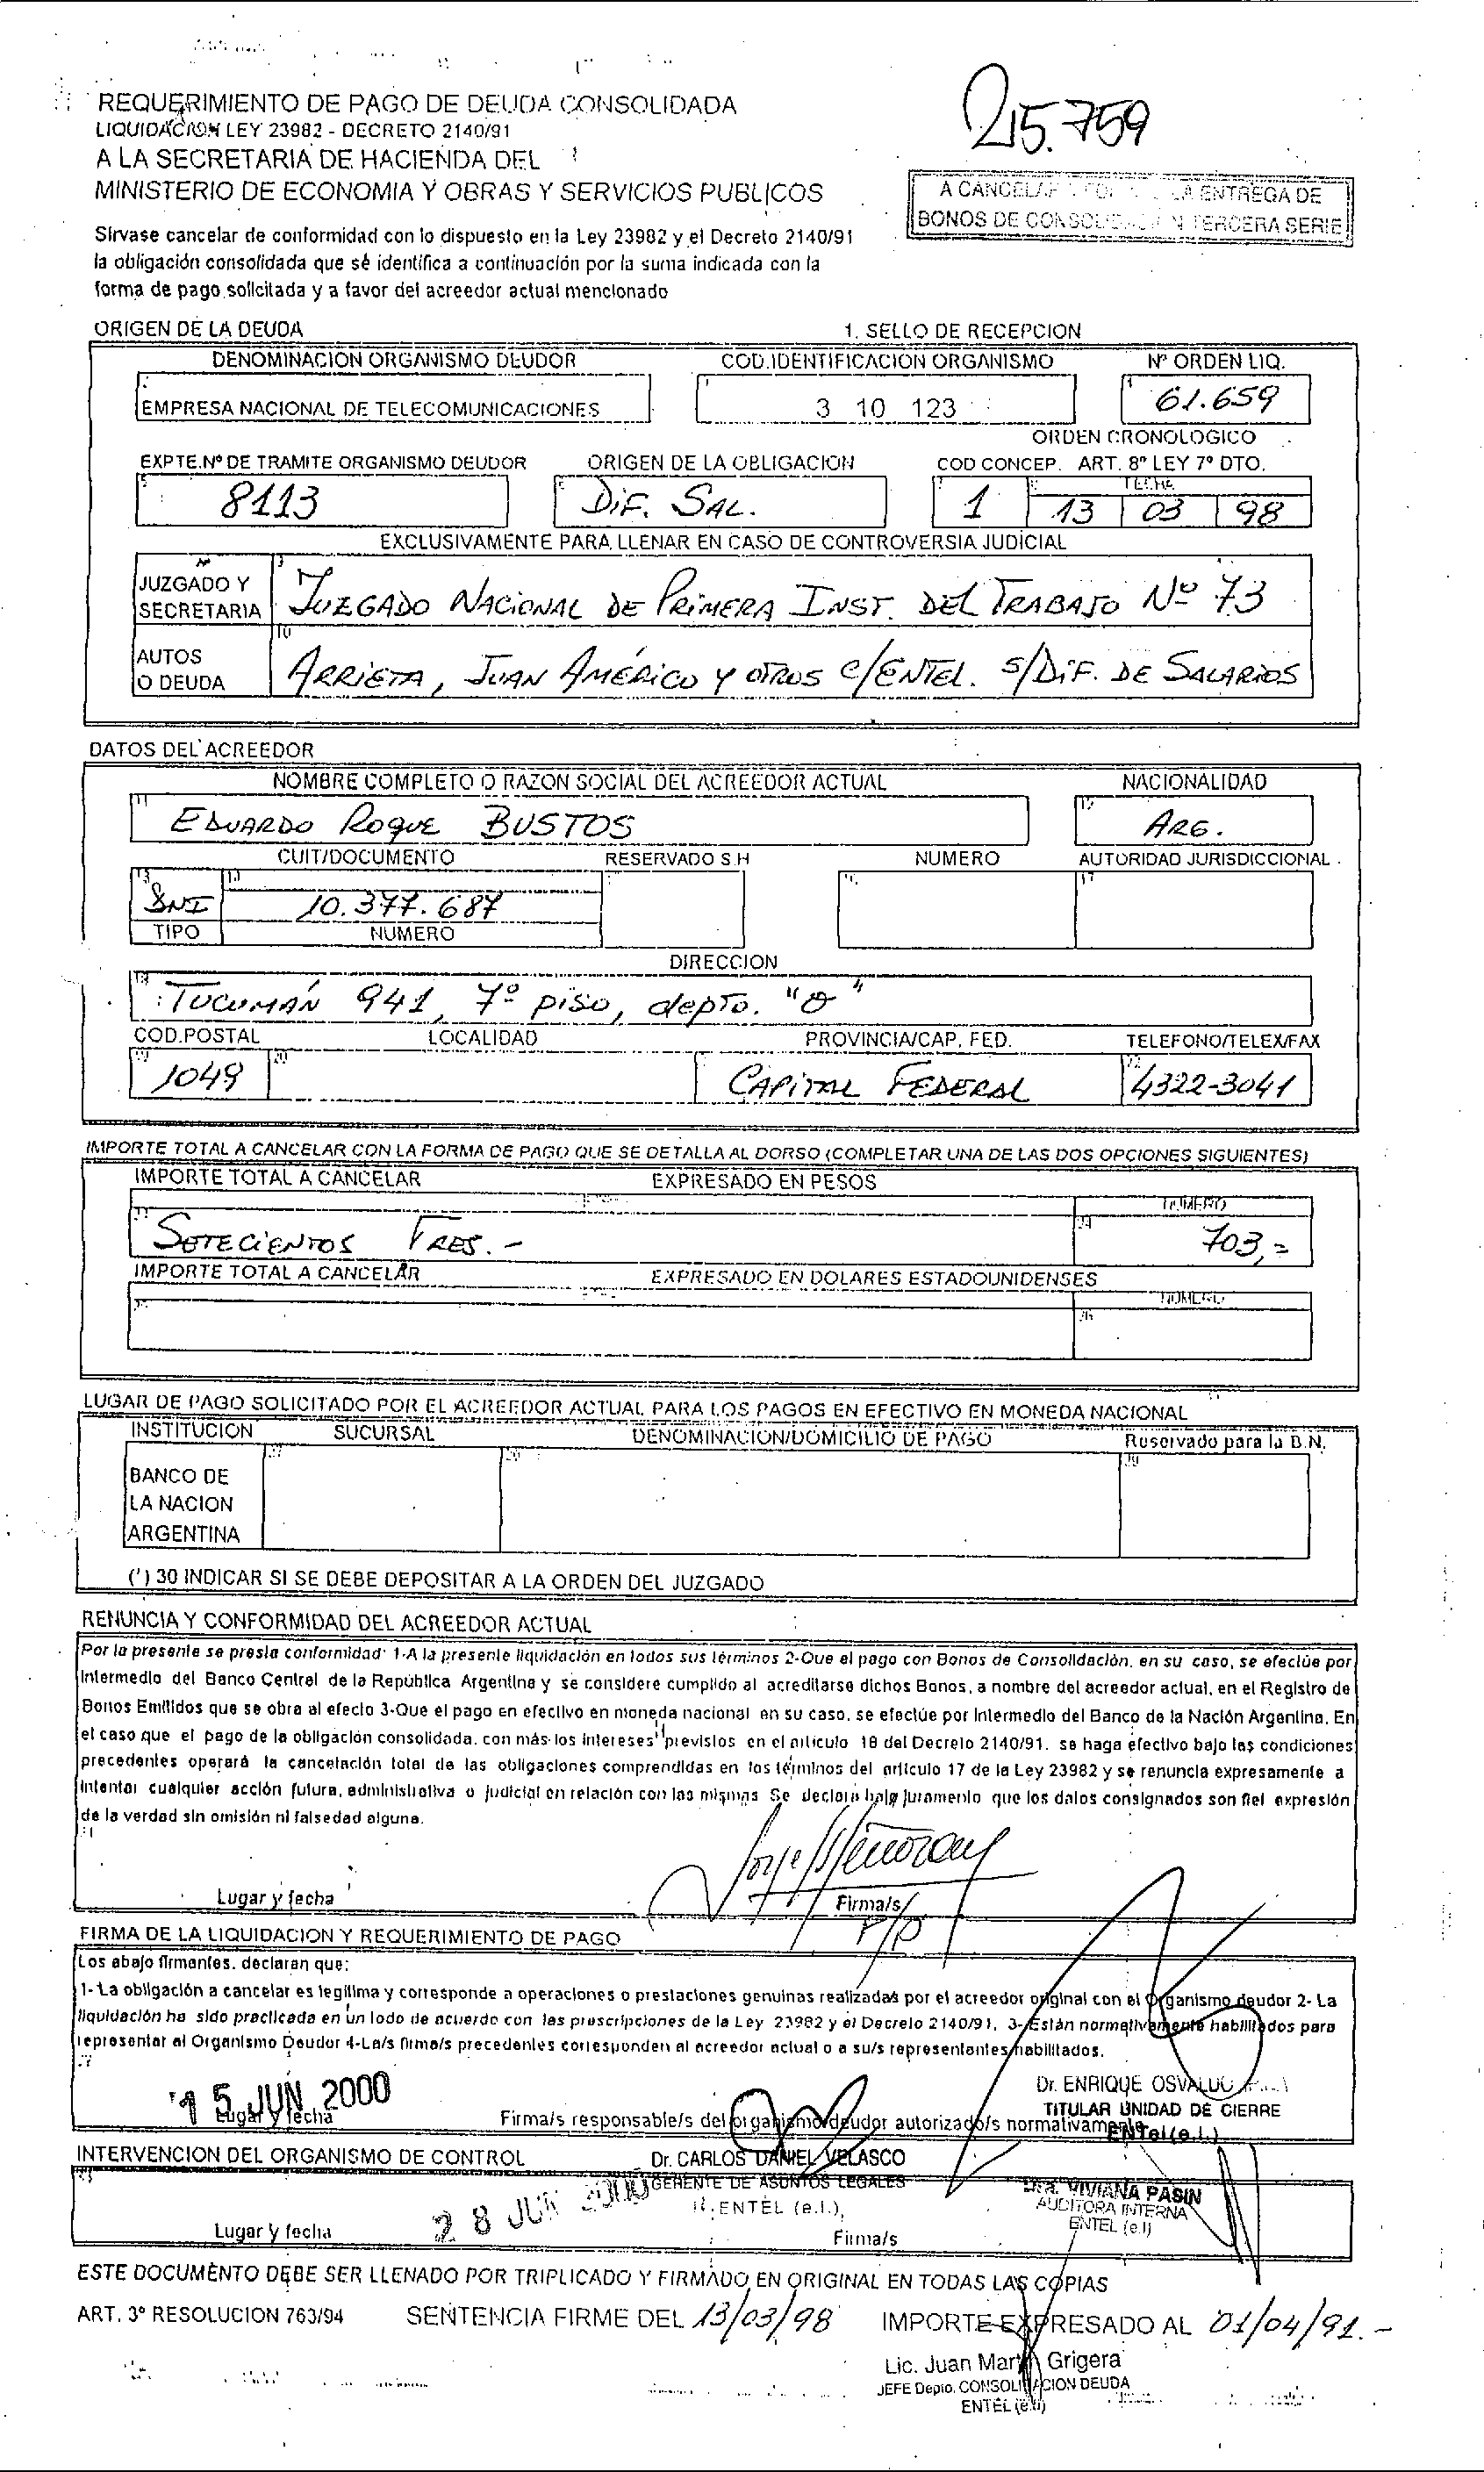 REQUERIMIENTO DE PAGO DE DEUDA CONSOLIDADA
LIQUIDACION LEY 23982 - DECRETO 2140/91
A LA SECRETARIA DE HACIENDA DEL
MINISTERIO DE ECONOMIA Y OBRAS Y SERVICIOS PUBLICOS
215.759
A CANCELAR ENTREGA DE
BONOS DE CONSOLIDACION TERCERA SERIE
Sírvase cancelar de conformidad con lo dispuesto en la Ley 23982 y el Decreto 2140/91
la obligación consolidada que sé identifica a continuación por la suma indicada con la
forma de pago solicitada y a favor del acreedor actual mencionado
ORIGEN DE LA DEUDA 1. SELLO DE RECEPCION
DENOMINACION ORGANISMO DEUDOR COD.IDENTIFICACION ORGANISMO Nº ORDEN LIQ.
EMPRESA NACIONAL DE TELECOMUNICACIONES 3 10 123 61.659
ORDEN CRONOLOGICO
EXPTE.Nº DE TRAMITE ORGANISMO DEUDOR ORIGEN DE LA OBLIGACION COD CONCEP. ART. 8º LEY 7º DTO.
FECHA
8113 DiF. SAL. 1 13 03 98
EXCLUSIVAMENTE PARA LLENAR EN CASO DE CONTROVERSIA JUDICIAL
JUZGADO Y
SECRETARIA JUZGADO NACIONAL DE PRIMERA INST. DEL TRABAJO Nº 73
AUTOS
O DEUDA ARRIETA, JUAN AMÉRICO Y OTROS c/ENTEL. s/DiF. DE SALARIOS
DATOS DEL ACREEDOR
NOMBRE COMPLETO O RAZON SOCIAL DEL ACREEDOR ACTUAL NACIONALIDAD
EDUARDO ROQUE BUSTOS ARG.
CUIT/DOCUMENTO RESERVADO S.H NUMERO AUTORIDAD JURISDICCIONAL
DNI 10.377.687
TIPO NUMERO
DIRECCION
TUCUMÁN 941, 7º piso, depto. "O"
COD.POSTAL LOCALIDAD PROVINCIA/CAP. FED. TELEFONO/TELEX/FAX
1049 CAPITAL FEDERAL 4322-3041
IMPORTE TOTAL A CANCELAR CON LA FORMA DE PAGO QUE SE DETALLA AL DORSO (COMPLETAR UNA DE LAS DOS OPCIONES SIGUIENTES)
IMPORTE TOTAL A CANCELAR EXPRESADO EN PESOS
NUMERO
SETECIENTOS TRES.- 703,=
IMPORTE TOTAL A CANCELAR EXPRESADO EN DOLARES ESTADOUNIDENSES
NUMERO
LUGAR DE PAGO SOLICITADO POR EL ACREEDOR ACTUAL PARA LOS PAGOS EN EFECTIVO EN MONEDA NACIONAL
INSTITUCION SUCURSAL DENOMINACION/DOMICILIO DE PAGO Reservado para la B.N.
BANCO DE
LA NACION
ARGENTINA
(') 30 INDICAR SI SE DEBE DEPOSITAR A LA ORDEN DEL JUZGADO
RENUNCIA Y CONFORMIDAD DEL ACREEDOR ACTUAL
Por la presente se presta conformidad: 1-A la presente liquidación en todos sus términos 2-Que el pago con Bonos de Consolidación, en su caso, se efectúe por
Intermedio del Banco Central de la República Argentina y se considere cumplido al acreditarse dichos Bonos, a nombre del acreedor actual, en el Registro de
Bonos Emitidos que se obra al efecto 3-Que el pago en efectivo en moneda nacional en su caso, se efectúe por Intermedio del Banco de la Nación Argentina. En
el caso que el pago de la obligación consolidada, con más los intereses previstos en el artículo 18 del Decreto 2140/91, se haga efectivo bajo las condiciones
precedentes operará la cancelación total de las obligaciones comprendidas en los términos del artículo 17 de la Ley 23982 y se renuncia expresamente a
Intentar cualquier acción futura, administrativa o judicial en relación con las mismas Se declara bajo juramento que los datos consignados son fiel expresión
de la verdad sin omisión ni falsedad alguna.
Lugar y fecha Firma/s
P/P
FIRMA DE LA LIQUIDACION Y REQUERIMIENTO DE PAGO
Los abajo firmantes, declaran que:
1- La obligación a cancelar es legítima y corresponde a operaciones o prestaciones genuinas realizadas por el acreedor original con el Organismo deudor 2- La
liquidación ha sido practicada en un todo de acuerdo con las prescripciones de la Ley 23982 y el Decreto 2140/91, 3- Están normativamente habilitados para
representar al Organismo Deudor 4-La/s firma/s precedentes corresponden al acreedor actual o a su/s representantes habilitados.
15 JUN 2000
Dr. ENRIQUE OSVALDO
TITULAR UNIDAD DE CIERRE
ENTel (e.l.)
Lugar y fecha Firma/s responsable/s del organismo deudor autorizado/s normativamente
INTERVENCION DEL ORGANISMO DE CONTROL
Dr. CARLOS DANIEL VELASCO
GERENTE DE ASUNTOS LEGALES
ENTEL (e.l.)
28 JUN 2000
Dra. VIVIANA PASIN
AUDITORA INTERNA
ENTEL (e.l)
Lugar y fecha Firma/s
ESTE DOCUMENTO DEBE SER LLENADO POR TRIPLICADO Y FIRMADO EN ORIGINAL EN TODAS LAS COPIAS
ART. 3º RESOLUCION 763/94 SENTENCIA FIRME DEL 13/03/98 IMPORTE EXPRESADO AL 01/04/91.-
Lic. Juan Martín Grigera
JEFE Depto. CONSOLIDACION DEUDA
ENTEL (e.l)